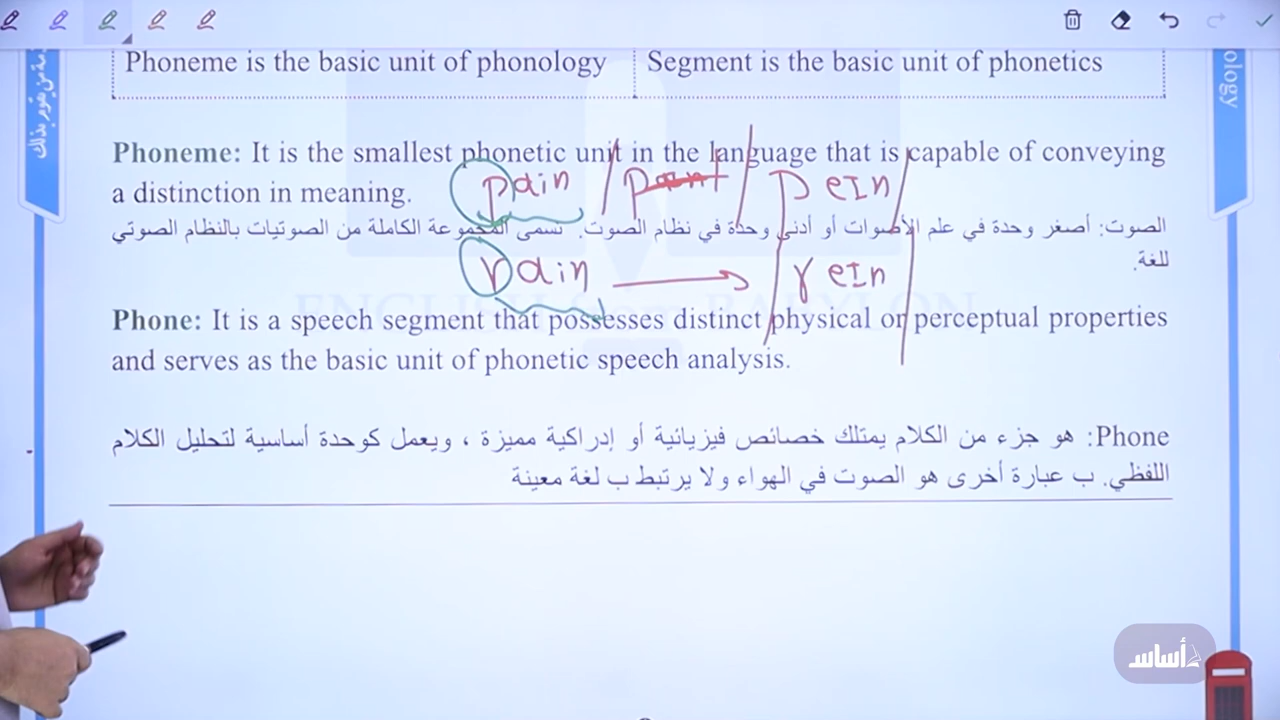 Phoneme is the basic unit of phonology
Segment is the basic unit of phonetics
Phoneme: It is the smallest phonetic unit in the language that is capable of conveying
a distinction in meaning.
pain / / pein /
الصوت: أصغر وحدة في علم الأصوات أو أدنى وحدة في نظام الصوت. تسمى المجموعة الكاملة من الصوتيات بالنظام الصوتي
للغة.
rain / rein /
Phone: It is a speech segment that possesses distinct physical or perceptual properties
and serves as the basic unit of phonetic speech analysis.
Phone: هو جزء من الكلام يمتلك خصائص فيزيائية أو إدراكية مميزة ، ويعمل كوحدة أساسية لتحليل الكلام
اللفظي. ب عبارة أخرى هو الصوت في الهواء ولا يرتبط ب لغة معينة
ology
أساس